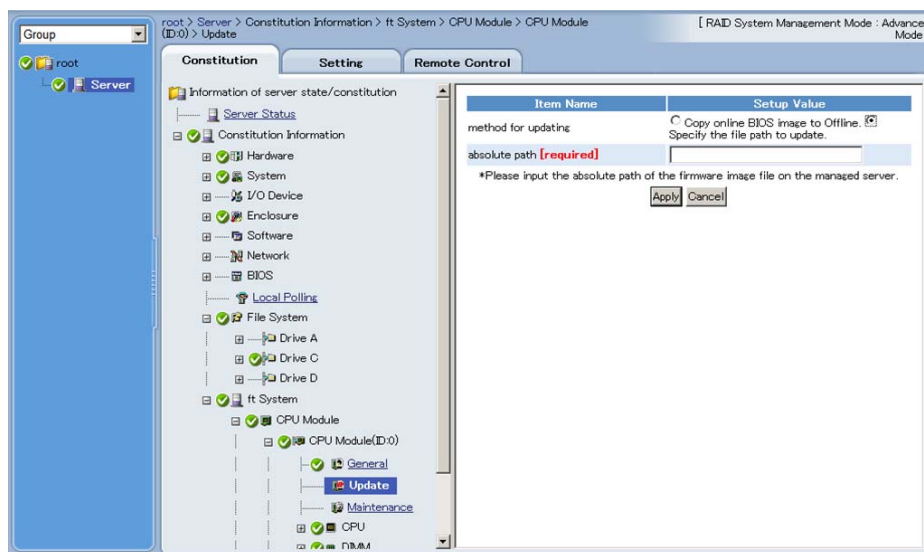 Group
root
Server
root > Server > Constitution Information > ft System > CPU Module > CPU Module
(ID:0) > Update
[ RAID System Management Mode : Advance
Mode
Constitution
Setting
Remote Control
Information of server state/constitution
Server Status
Constitution Information
Hardware
System
I/O Device
Enclosure
Software
Network
BIOS
Local Polling
File System
Drive A
Drive C
Drive D
ft System
CPU Module
CPU Module(ID:0)
General
Update
Maintenance
CPU
DIMM
Item Name Setup Value
method for updating
Copy online BIOS image to Offline.
Specify the file path to update.
absolute path [required]
*Please input the absolute path of the firmware image file on the managed server.
Apply Cancel